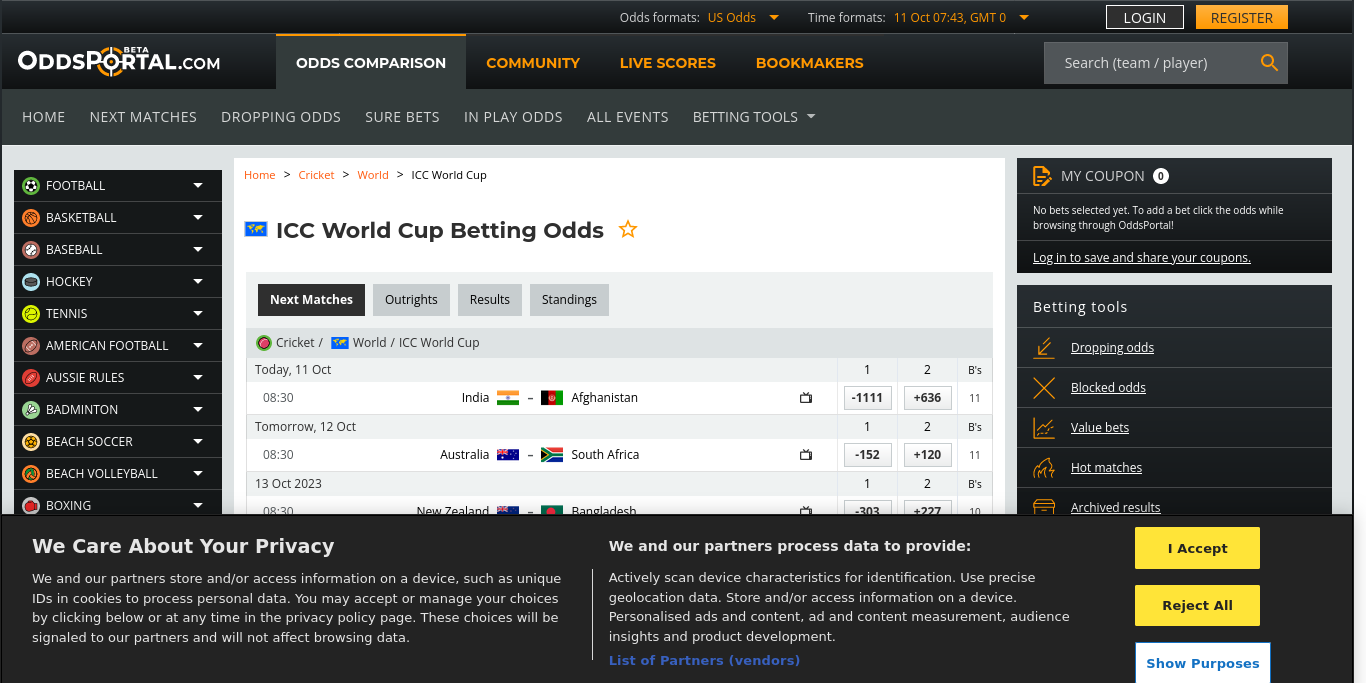 Odds formats: US Odds Time formats: 11 Oct 07:43, GMT 0 LOGIN REGISTER
ODDSPORTAL.COM BETA
ODDS COMPARISON COMMUNITY LIVE SCORES BOOKMAKERS
Search (team / player)
HOME NEXT MATCHES DROPPING ODDS SURE BETS IN PLAY ODDS ALL EVENTS BETTING TOOLS
FOOTBALL
BASKETBALL
BASEBALL
HOCKEY
TENNIS
AMERICAN FOOTBALL
AUSSIE RULES
BADMINTON
BEACH SOCCER
BEACH VOLLEYBALL
BOXING
Home > Cricket > World > ICC World Cup
ICC World Cup Betting Odds
Next Matches Outrights Results Standings
Cricket / World / ICC World Cup
Today, 11 Oct 1 2 B's
08:30 India – Afghanistan -1111 +636 11
Tomorrow, 12 Oct 1 2 B's
08:30 Australia – South Africa -152 +120 11
13 Oct 2023 1 2 B's
08:30 New Zealand – Bangladesh -303 +227 10
MY COUPON 0
No bets selected yet. To add a bet click the odds while
browsing through OddsPortal!
Log in to save and share your coupons.
Betting tools
Dropping odds
Blocked odds
Value bets
Hot matches
Archived results
We Care About Your Privacy
We and our partners store and/or access information on a device, such as unique
IDs in cookies to process personal data. You may accept or manage your choices
by clicking below or at any time in the privacy policy page. These choices will be
signaled to our partners and will not affect browsing data.
We and our partners process data to provide:
Actively scan device characteristics for identification. Use precise
geolocation data. Store and/or access information on a device.
Personalised ads and content, ad and content measurement, audience
insights and product development.
List of Partners (vendors)
I Accept
Reject All
Show Purposes